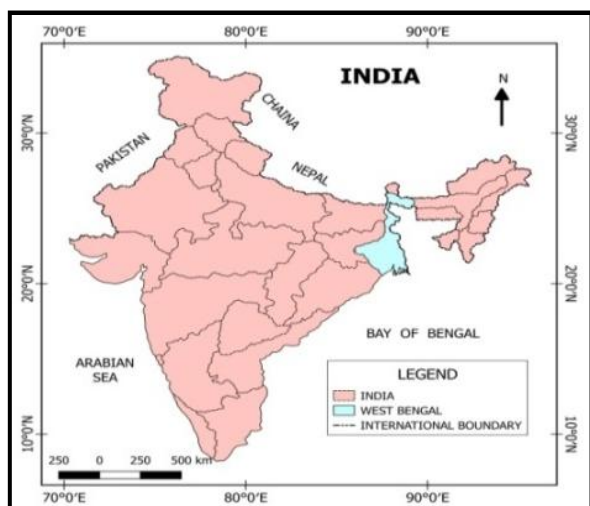 70°0'E 80°0'E 90°0'E
INDIA
N
CHAINA
PAKISTAN
NEPAL
30°0'N 30°0'N
20°0'N 20°0'N
BAY OF BENGAL
ARABIAN
SEA
LEGEND
INDIA
WEST BENGAL
INTERNATIONAL BOUNDARY
10°0'N 10°0'N
250 0 250 500 km
70°0'E 80°0'E 90°0'E